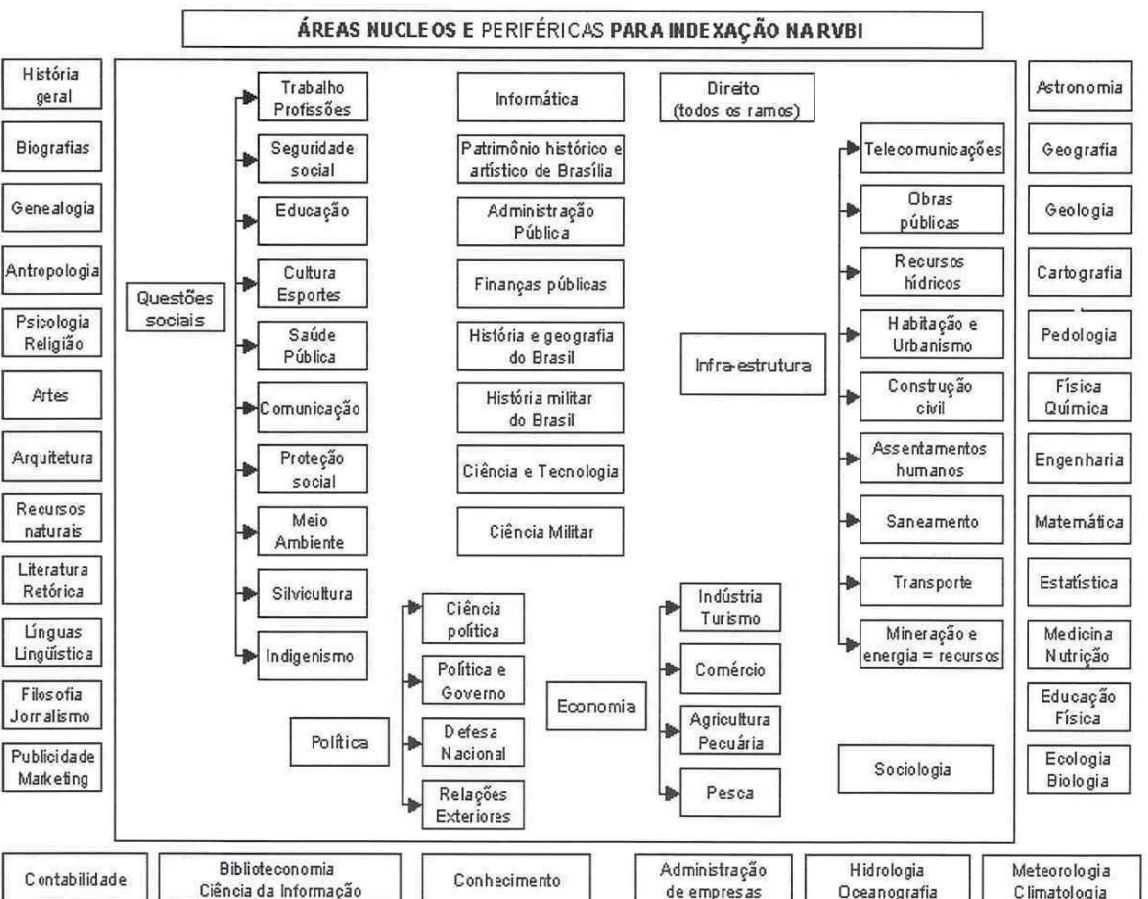 ÁREAS NUCLEOS E PERIFÉRICAS PARA INDEXAÇÃO NA RVBI
História
geral
Biografias
Genealogia
Antropologia
Psicologia
Religião
Artes
Arquitetura
Recursos
naturais
Literatura
Retórica
Línguas
Lingüística
Filosofia
Jornalismo
Publicidade
Marketing
Questões
sociais
Trabalho
Profissões
Seguridade
social
Educação
Cultura
Esportes
Saúde
Pública
Comunicação
Proteção
social
Meio
Ambiente
Silvicultura
Indigenismo
Informática
Patrimônio histórico e
artístico de Brasília
Administração
Pública
Finanças públicas
História e geografia
do Brasil
História militar
do Brasil
Ciência e Tecnologia
Ciência Militar
Direito
(todos os ramos)
Política
Ciência
política
Política e
Governo
Defesa
Nacional
Relações
Exteriores
Economia
Indústria
Turismo
Comércio
Agricultura
Pecuária
Pesca
Infra-estrutura
Telecomunicações
Obras
públicas
Recursos
hídricos
Habitação e
Urbanismo
Construção
civil
Assentamentos
humanos
Saneamento
Transporte
Mineração e
energia = recursos
Sociologia
Astronomia
Geografia
Geologia
Cartografia
Pedologia
Física
Química
Engenharia
Matemática
Estatística
Medicina
Nutrição
Educação
Física
Ecologia
Biologia
Contabilidade
Biblioteconomia
Ciência da Informação
Conhecimento
Administração
de empresas
Hidrologia
Oceanografia
Meteorologia
Climatologia